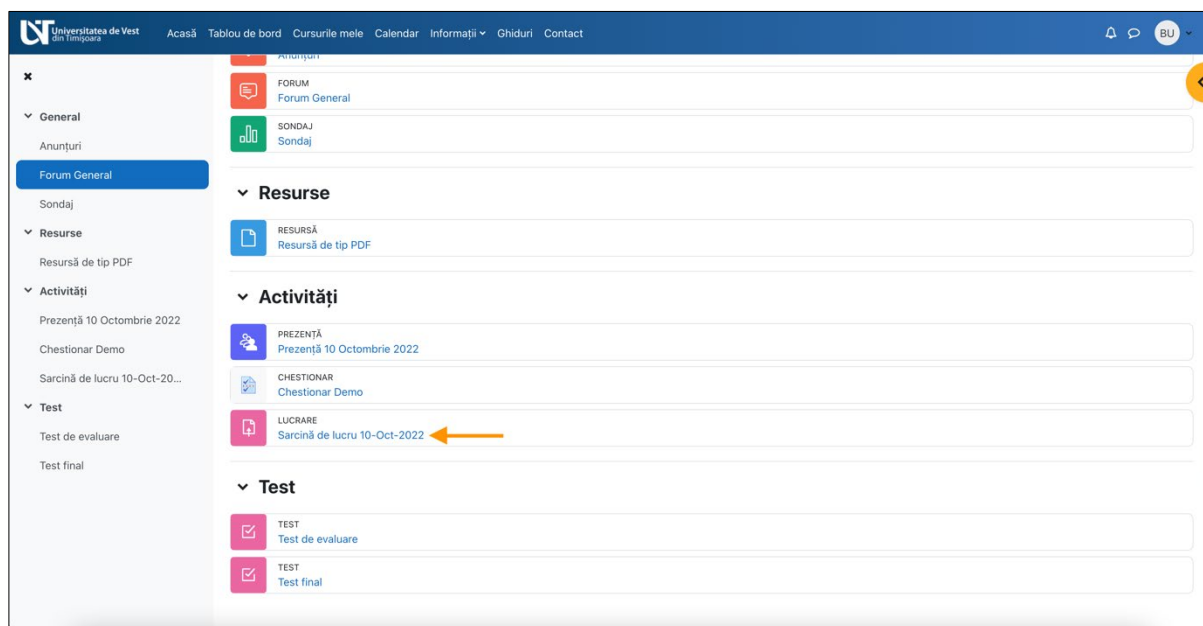 Universitatea de Vest
din Timișoara
Acasă Tablou de bord Cursurile mele Calendar Informații Ghiduri Contact
BU
General
Anunțuri
Forum General
Sondaj
Resurse
Resursă de tip PDF
Activități
Prezență 10 Octombrie 2022
Chestionar Demo
Sarcină de lucru 10-Oct-20...
Test
Test de evaluare
Test final
Anunțuri
FORUM
Forum General
SONDAJ
Sondaj
Resurse
RESURSĂ
Resursă de tip PDF
Activități
PREZENȚĂ
Prezență 10 Octombrie 2022
CHESTIONAR
Chestionar Demo
LUCRARE
Sarcină de lucru 10-Oct-2022
Test
TEST
Test de evaluare
TEST
Test final